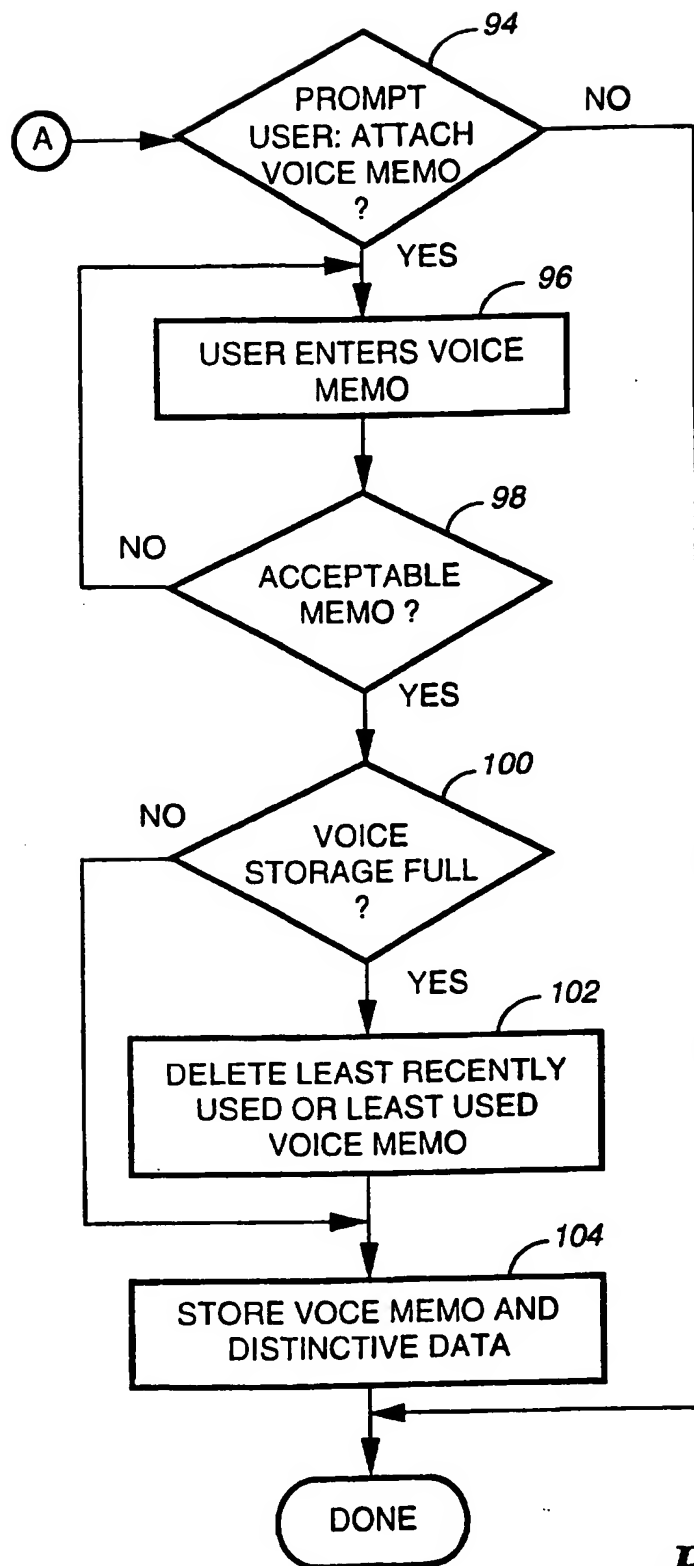 94
PROMPT
USER: ATTACH
VOICE MEMO
?
NO
A
YES
96
USER ENTERS VOICE
MEMO
98
NO
ACCEPTABLE
MEMO ?
YES
100
NO
VOICE
STORAGE FULL
?
YES
102
DELETE LEAST RECENTLY
USED OR LEAST USED
VOICE MEMO
104
STORE VOCE MEMO AND
DISTINCTIVE DATA
DONE